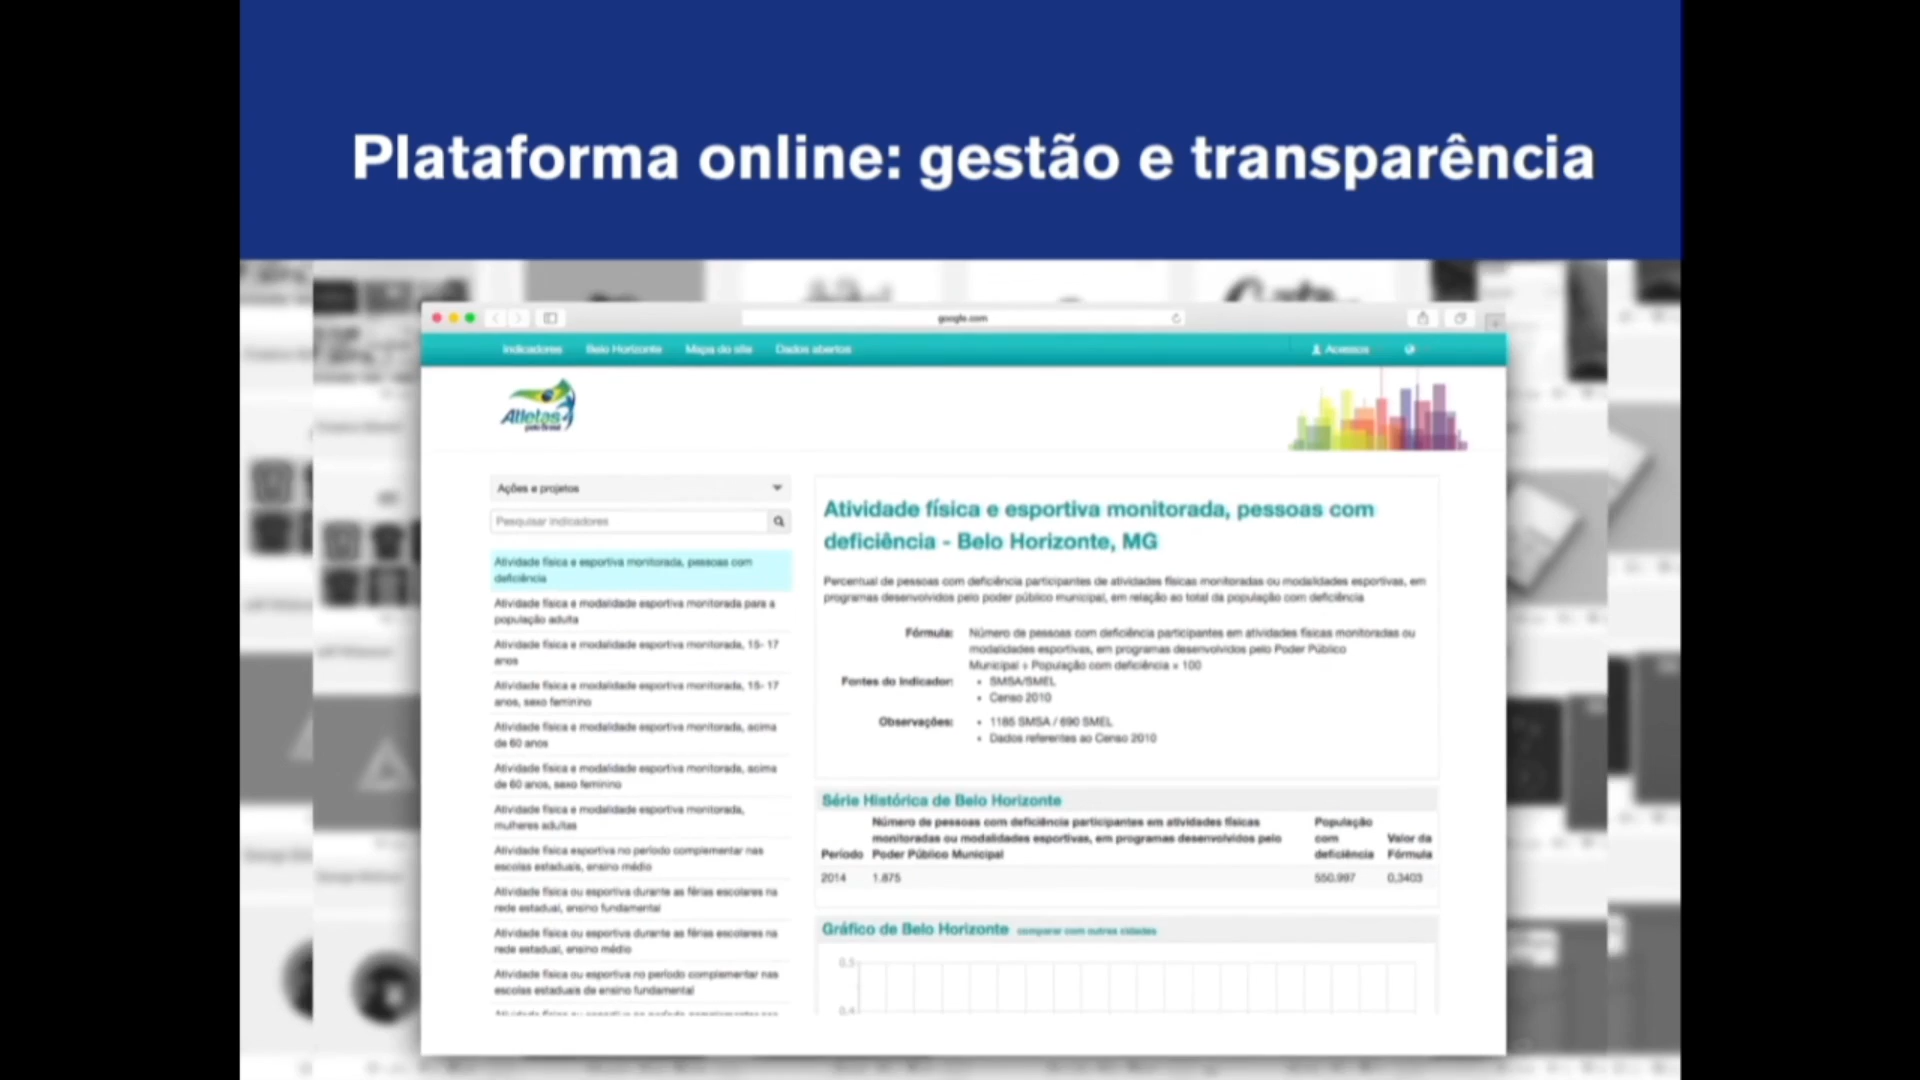 Plataforma online: gestão e transparência
google.com
Indicadores Belo Horizonte Mapa do site Dados abertos Acessos
Atletas
pelo Brasil
Ações e projetos
Pesquisar indicadores
Atividade física e esportiva monitorada, pessoas com
deficiência
Atividade física e modalidade esportiva monitorada para a
população adulta
Atividade física e modalidade esportiva monitorada, 15- 17
anos
Atividade física e modalidade esportiva monitorada, 15- 17
anos, sexo feminino
Atividade física e modalidade esportiva monitorada, acima
de 60 anos
Atividade física e modalidade esportiva monitorada, acima
de 60 anos, sexo feminino
Atividade física e modalidade esportiva monitorada,
mulheres adultas
Atividade física esportiva no período complementar nas
escolas estaduais, ensino médio
Atividade física ou esportiva durante as férias escolares na
rede estadual, ensino fundamental
Atividade física ou esportiva durante as férias escolares na
rede estadual, ensino médio
Atividade física ou esportiva no período complementar nas
escolas estaduais de ensino fundamental
Atividade física e esportiva monitorada, pessoas com
deficiência - Belo Horizonte, MG
Percentual de pessoas com deficiência participantes de atividades físicas monitoradas ou modalidades esportivas, em
programas desenvolvidos pelo poder público municipal, em relação ao total da população com deficiência
Fórmula: Número de pessoas com deficiência participantes em atividades físicas monitoradas ou
modalidades esportivas, em programas desenvolvidos pelo Poder Público
Municipal ÷ População com deficiência × 100
Fontes do Indicador: • SMSA/SMEL
• Censo 2010
Observações: • 1185 SMSA / 690 SMEL
• Dados referentes ao Censo 2010
Série Histórica de Belo Horizonte
Período Número de pessoas com deficiência participantes em atividades físicas
monitoradas ou modalidades esportivas, em programas desenvolvidos pelo
Poder Público Municipal
População
com
deficiência
Valor da
Fórmula
2014 1.875 550.997 0,3403
Gráfico de Belo Horizonte comparar com outras cidades
0.5
0.4